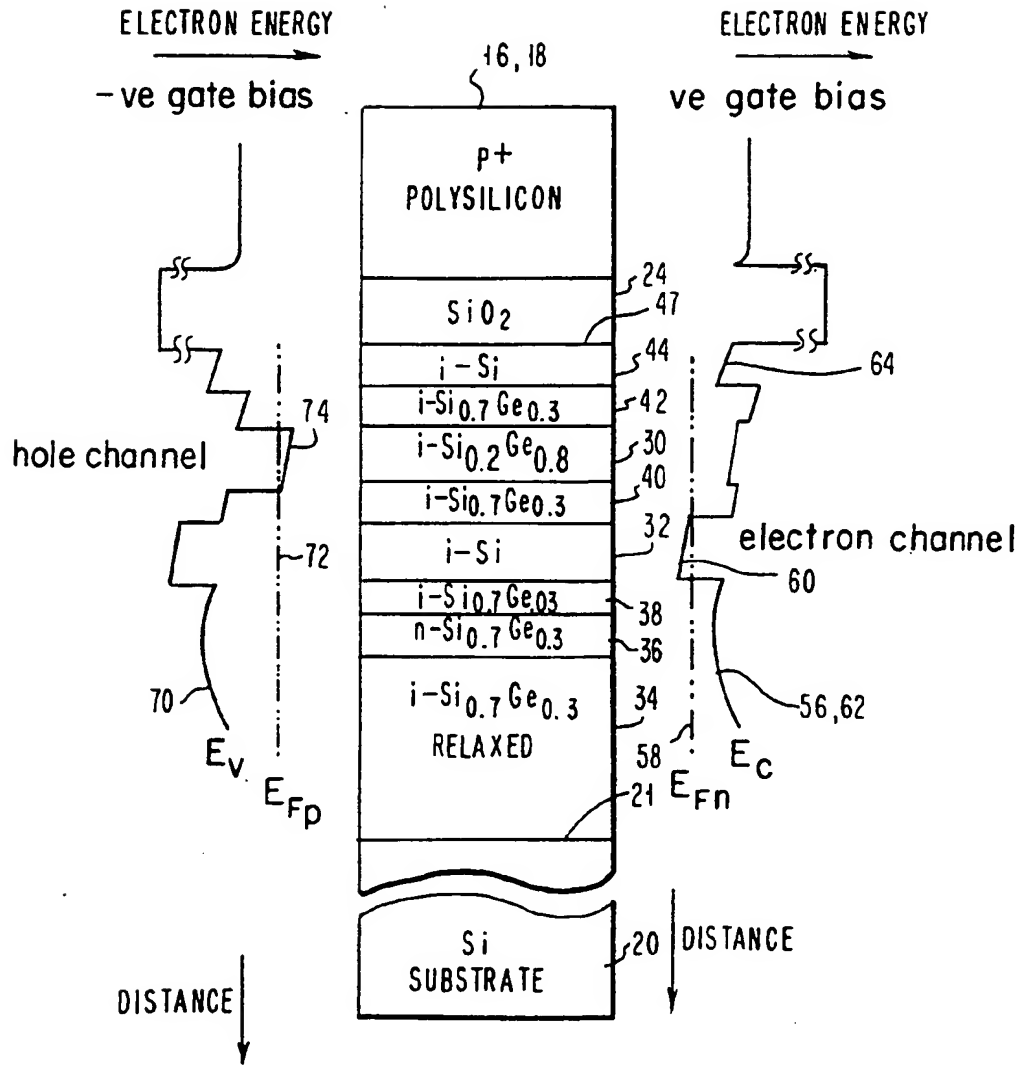 ELECTRON ENERGY
-ve gate bias
ELECTRON ENERGY
ve gate bias
16, 18
p+
POLYSILICON
24
SiO2
47
i-Si
44
64
i-Si0.7Ge0.3
42
74
hole channel
i-Si0.2Ge0.8
30
i-Si0.7Ge0.3
40
i-Si
32
electron channel
72
60
i-Si0.7Ge.03
38
n-Si0.7Ge0.3
36
70
i-Si0.7Ge0.3
RELAXED
34
56,62
58
Ev
EFp
EFn
Ec
21
Si
SUBSTRATE
20
DISTANCE
DISTANCE